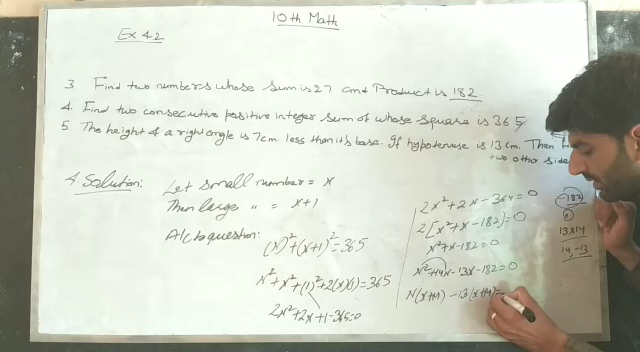 10th Math
Ex 4.2
3 Find two numbers whose Sum is 27 and Product is 182
4. Find two consecutive positive integer sum of whose square is 365
5. The height of a right angle is 7cm. less than it's base. If hypotenuse is 13 cm. Then
two other side
4. Solution: Let small number = x
Then large " = x+1
A/c to question:
(x)²+(x+1)²=365
x²+x²+(1)²+2(x)(1)=365
2x²+2x+1-365=0
2x²+2x-364=0
2[x²+x-182)=0
x²+x-182=0
x²+14x-13x-182=0
x(x+14) -13(x+14)=
-182
x
13x14
14,-13